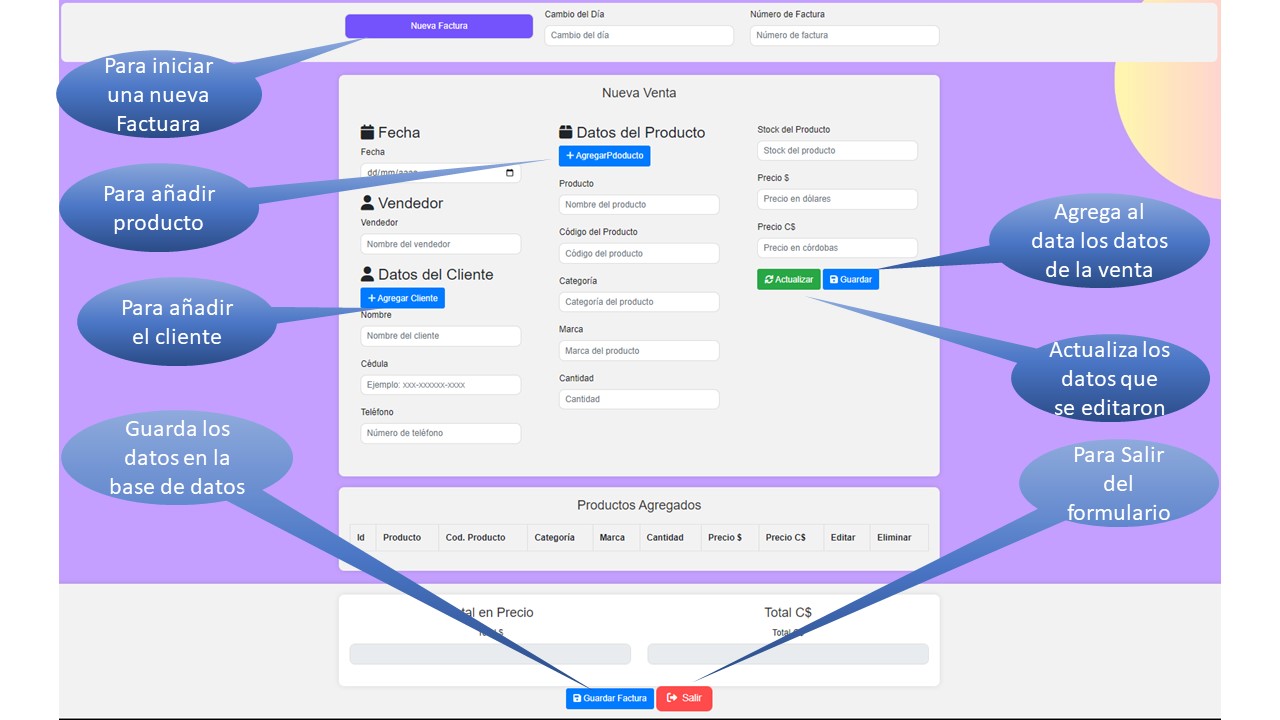 Nueva Factura
Cambio del Día
Cambio del día
Número de Factura
Número de factura
Para iniciar
una nueva
Factuara
Nueva Venta
Fecha
Fecha
dd/mm/aaaa
Vendedor
Vendedor
Nombre del vendedor
Datos del Cliente
+ Agregar Cliente
Nombre
Nombre del cliente
Cédula
Ejemplo: xxx-xxxxxx-xxxx
Teléfono
Número de teléfono
Datos del Producto
+ AgregarPdoducto
Producto
Nombre del producto
Código del Producto
Código del producto
Categoría
Categoría del producto
Marca
Marca del producto
Cantidad
Cantidad
Stock del Producto
Stock del producto
Precio $
Precio en dólares
Precio C$
Precio en córdobas
Actualizar
Guardar
Para añadir
producto
Para añadir
el cliente
Guarda los
datos en la
base de datos
Agrega al
data los datos
de la venta
Actualiza los
datos que
se editaron
Para Salir
del
formulario
Productos Agregados
Id Producto Cod. Producto Categoría Marca Cantidad Precio $ Precio C$ Editar Eliminar
en Precio
Total C$
Guardar Factura
Salir